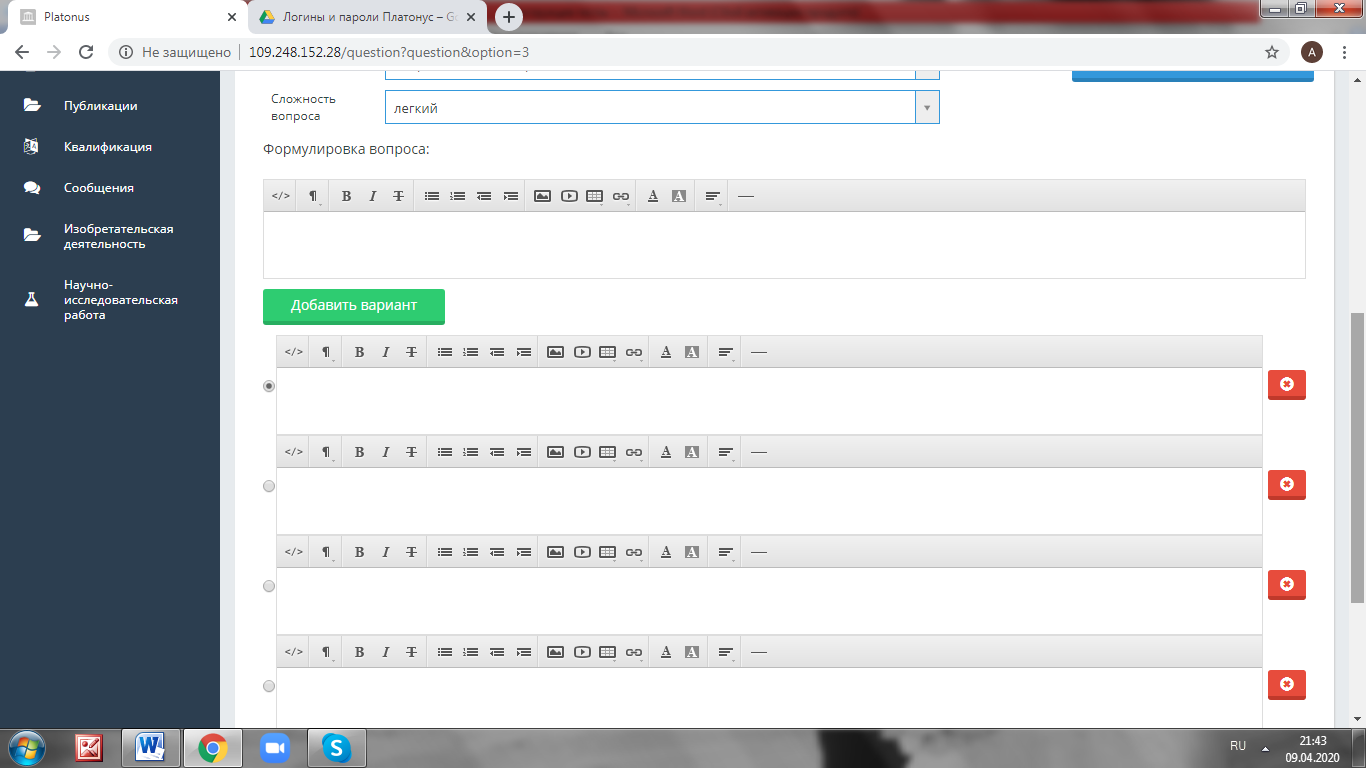 Platonus
Логины и пароли Платонус – Go
Не защищено 109.248.152.28/question?question&option=3
A
Публикации
Квалификация
Сообщения
Изобретательская
деятельность
Научно-
исследовательская
работа
Сложность
вопроса
легкий
Формулировка вопроса:
Добавить вариант
RU
21:43
09.04.2020